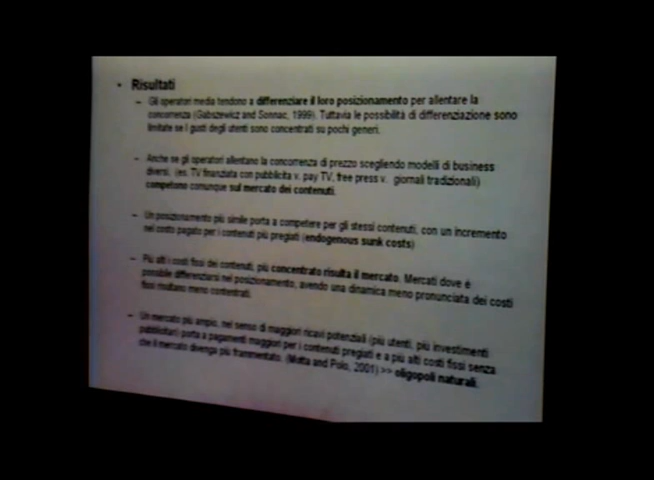 • Risultati
– Gli operatori media tendono a differenziare il loro posizionamento per allentare la
concorrenza (Gabszewicz and Sonnac, 1999). Tuttavia le possibilità di differenziazione sono
limitate se i gusti degli utenti sono concentrati su pochi generi.
– Anche se gli operatori allentano la concorrenza di prezzo scegliendo modelli di business
diversi, (es. TV finanziata con pubblicità v. pay TV, free press v. giornali tradizionali)
competono comunque sul mercato dei contenuti.
– Un posizionamento più simile porta a competere per gli stessi contenuti, con un incremento
nel costo pagato per i contenuti più pregiati (endogenous sunk costs)
– Più alti i costi fissi dei contenuti, più concentrato risulta il mercato. Mercati dove è
possibile differenziarsi nel posizionamento, avendo una dinamica meno pronunciata dei costi
fissi risultano meno contentrati.
– Un mercato più ampio, nel senso di maggiori ricavi potenziali (più utenti, più investimenti
pubblicitari) porta a pagamenti maggiori per i contenuti pregiati e a più alti costi fissi senza
che il mercato divenga più frammentato. (Motta and Polo, 2001) >> oligopoli naturali.